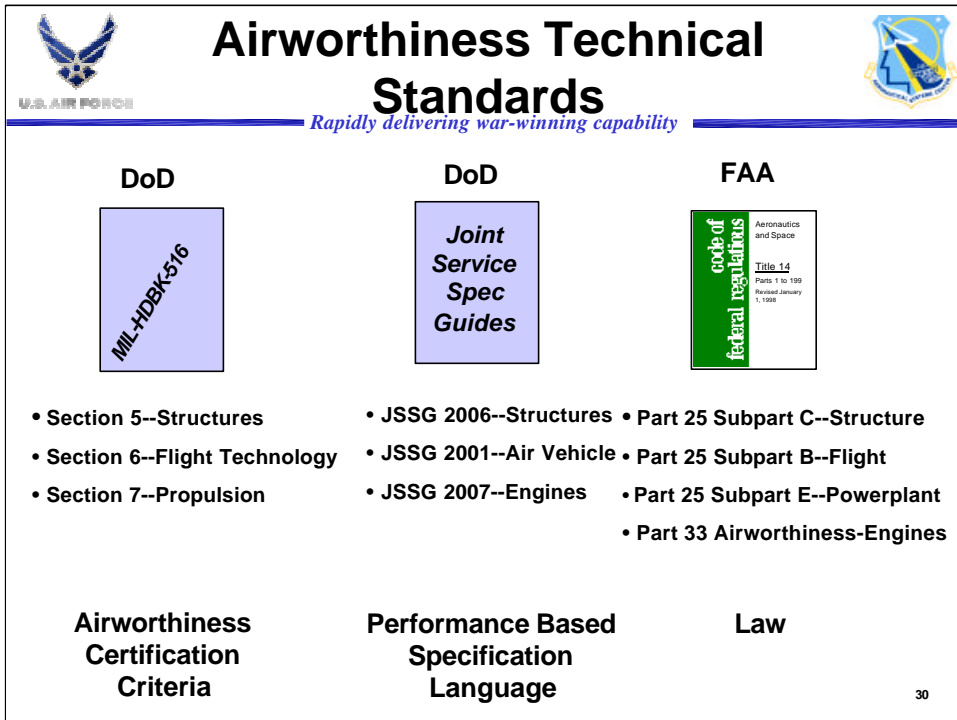 Airworthiness Technical
Standards
U.S. AIR FORCE
Rapidly delivering war-winning capability
DoD
MIL-HDBK-516
• Section 5--Structures
• Section 6--Flight Technology
• Section 7--Propulsion
Airworthiness
Certification
Criteria
DoD
Joint
Service
Spec
Guides
• JSSG 2006--Structures
• JSSG 2001--Air Vehicle
• JSSG 2007--Engines
Performance Based
Specification
Language
FAA
code of
federal regulations
Aeronautics
and Space
Title 14
Parts 1 to 199
Revised January
1, 1998
• Part 25 Subpart C--Structure
• Part 25 Subpart B--Flight
• Part 25 Subpart E--Powerplant
• Part 33 Airworthiness-Engines
Law
30